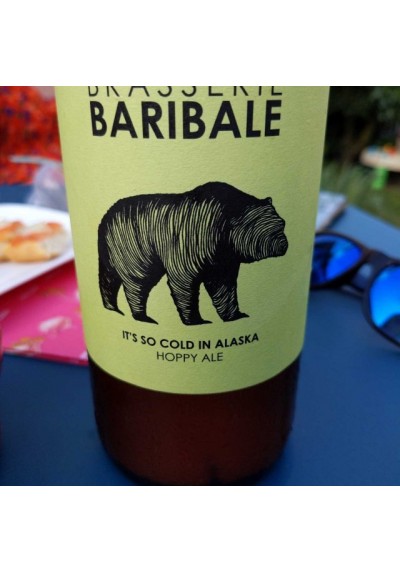 BRASSERIE
BARIBALE
IT'S SO COLD IN ALASKA
HOPPY ALE